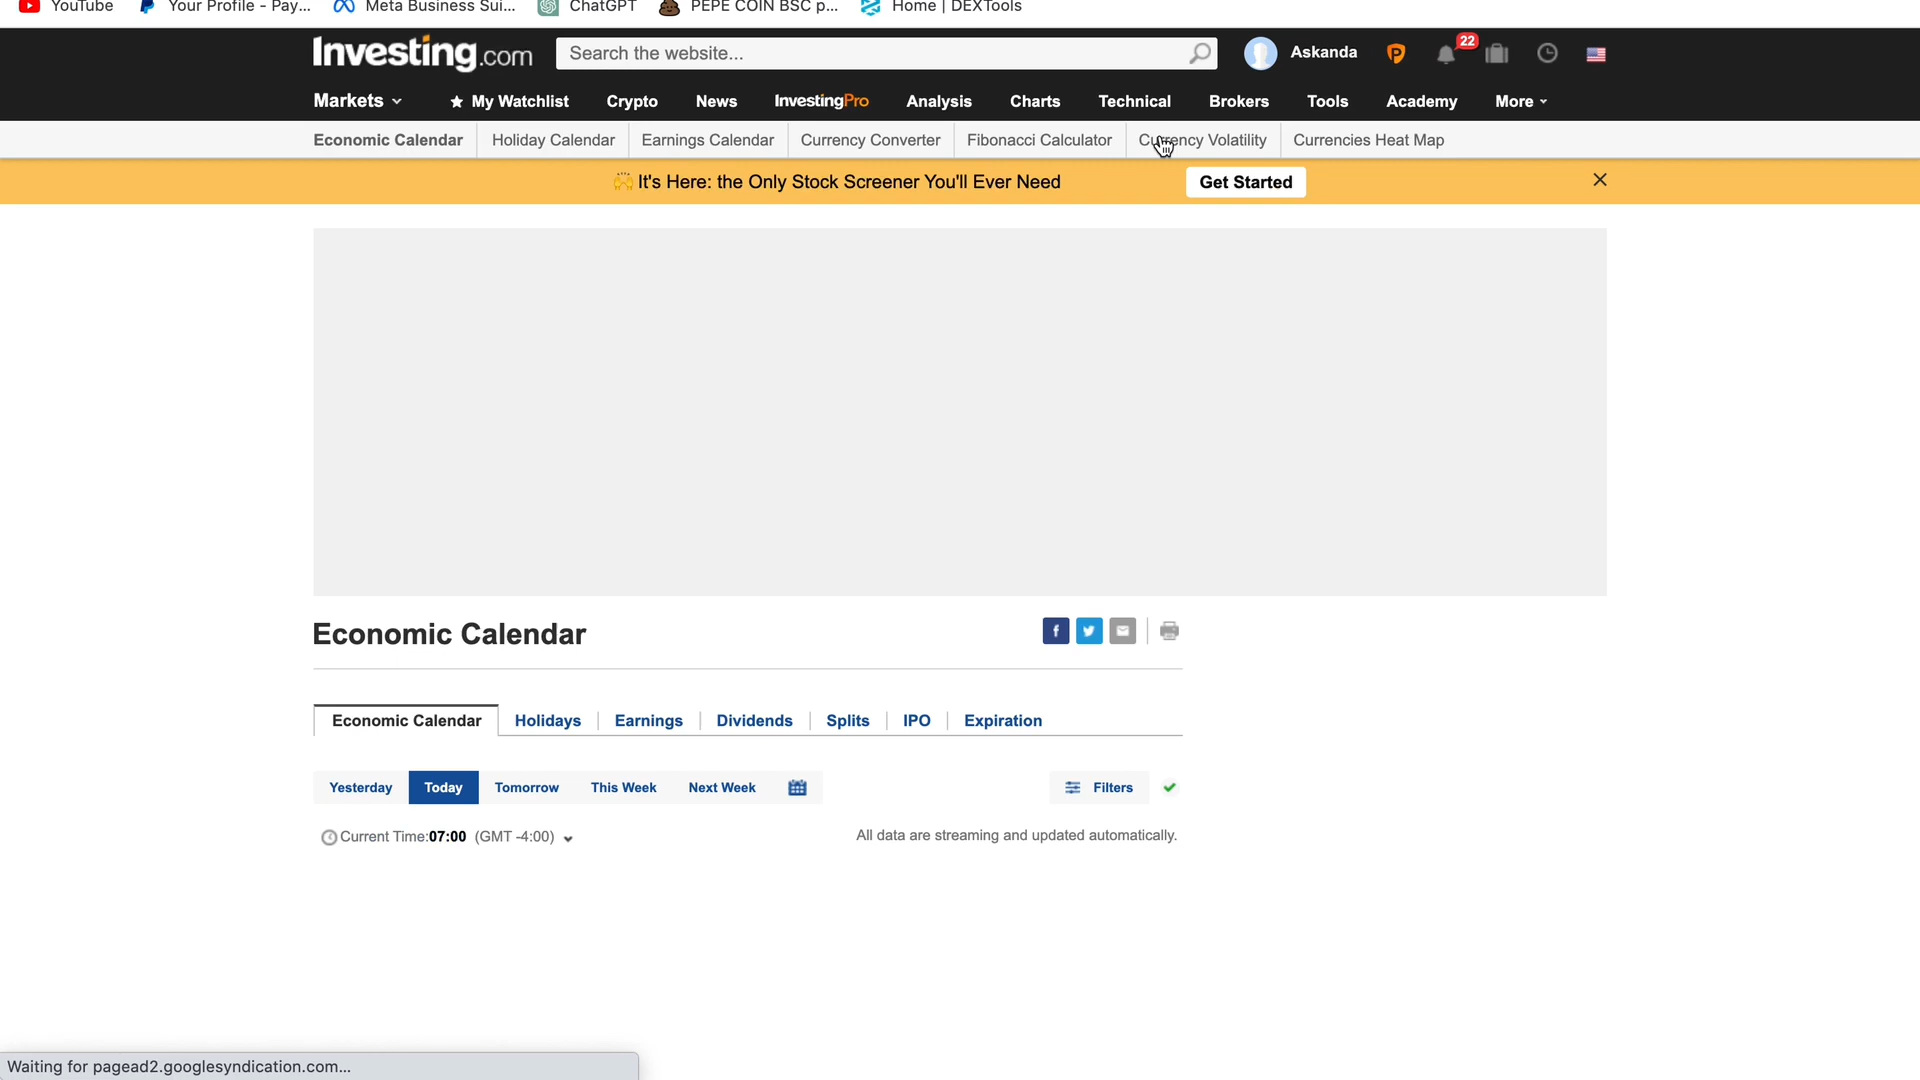 YouTube Your Profile - Pay... Meta Business Sui... ChatGPT PEPE COIN BSC p... Home | DEXTools
Investing.com Search the website... Askanda 22
Markets My Watchlist Crypto News InvestingPro Analysis Charts Technical Brokers Tools Academy More
Economic Calendar Holiday Calendar Earnings Calendar Currency Converter Fibonacci Calculator Currency Volatility Currencies Heat Map
It's Here: the Only Stock Screener You'll Ever Need Get Started
Economic Calendar
Economic Calendar Holidays Earnings Dividends Splits IPO Expiration
Yesterday Today Tomorrow This Week Next Week Filters
Current Time:07:00 (GMT -4:00) All data are streaming and updated automatically.
Waiting for pagead2.googlesyndication.com...